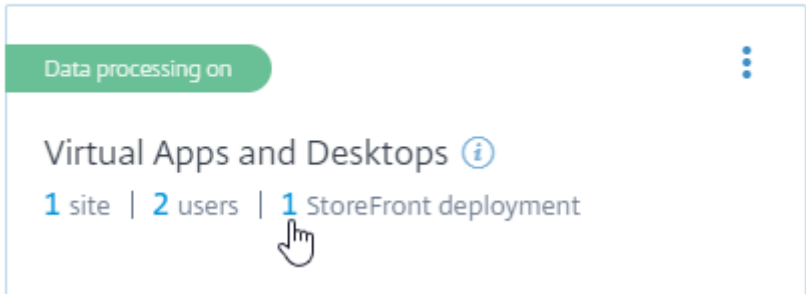 Data processing on
Virtual Apps and Desktops i
1 site | 2 users | 1 StoreFront deployment